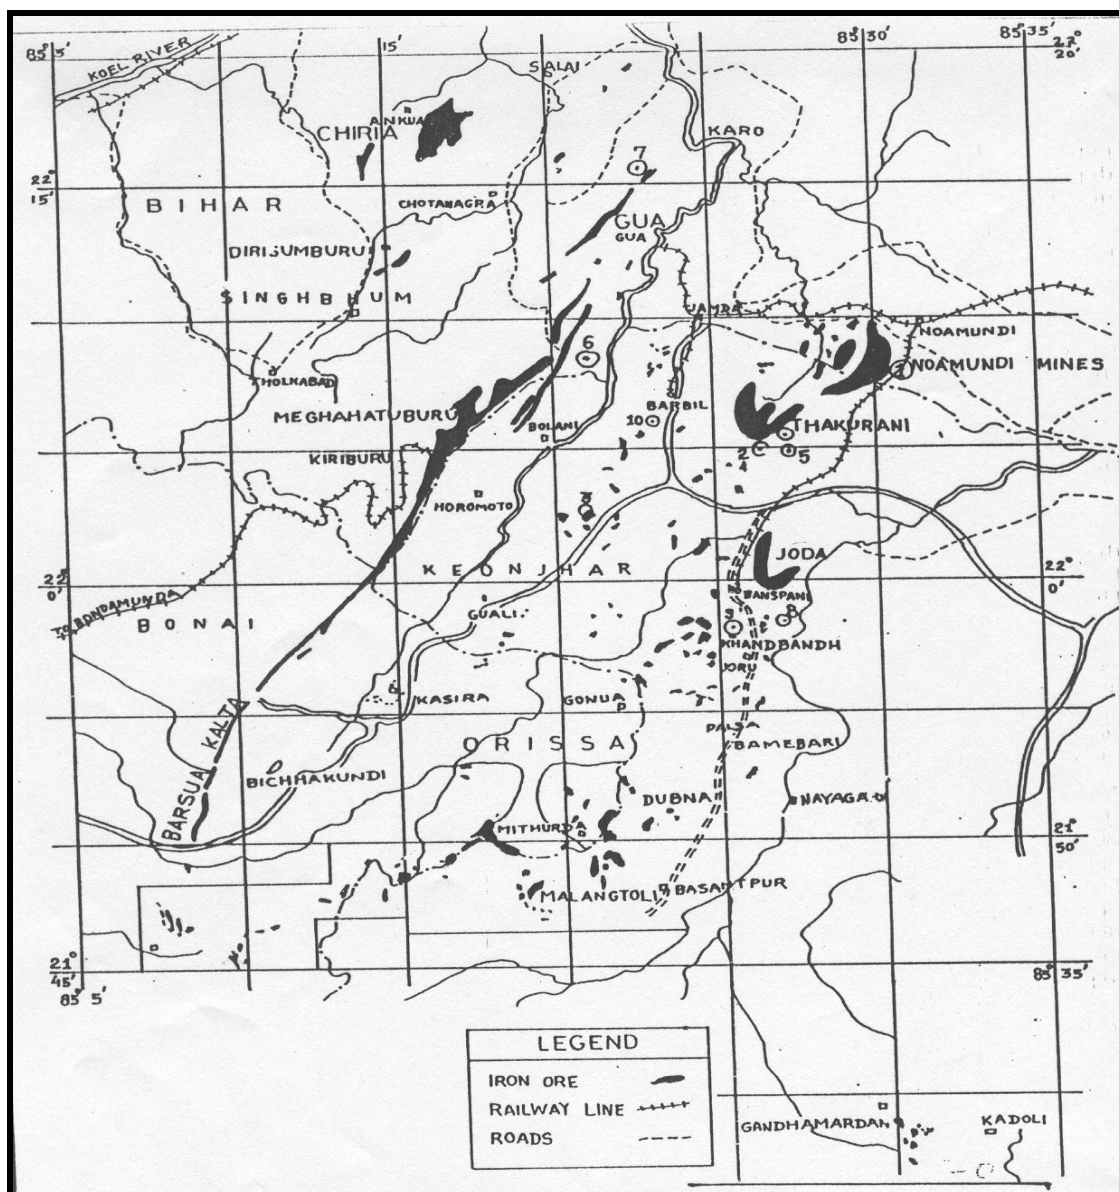 85° 5'
KOEL RIVER
15'
85° 30'
85° 35'
22° 20'
SALAI
ANKUA
CHIRIA
KARO
7
22° 15'
BIHAR
CHOTANAGRA
GUA
GUA
DIRISUMBURU
SINGHBHUM
JAMDA
NOAMUNDI
6
NOAMUNDI MINES
THOLKABAD
MEGHAHATUBURU
BARBIL
10
BOLANI
THAKURANI
2
4
5
KIRIBURU
HOROMOTO
3
JODA
KEONJHAR
22° 0'
22° 0'
TO BONDAMUNDA
BANSPANI
BONAI
GUALI
9
8
KHANDBANDH
JORU
KASIRA
GONUA
BARSUA KALTA
PALSA
ORISSA
BAMEBARI
BICHHAKUNDI
DUBNA
NAYAGA
MITHURDA
21° 50'
MALANGTOLI
BASANTPUR
21° 45'
85° 5'
85° 35'
LEGEND
IRON ORE
RAILWAY LINE
ROADS
GANDHAMARDAN
KADOLI